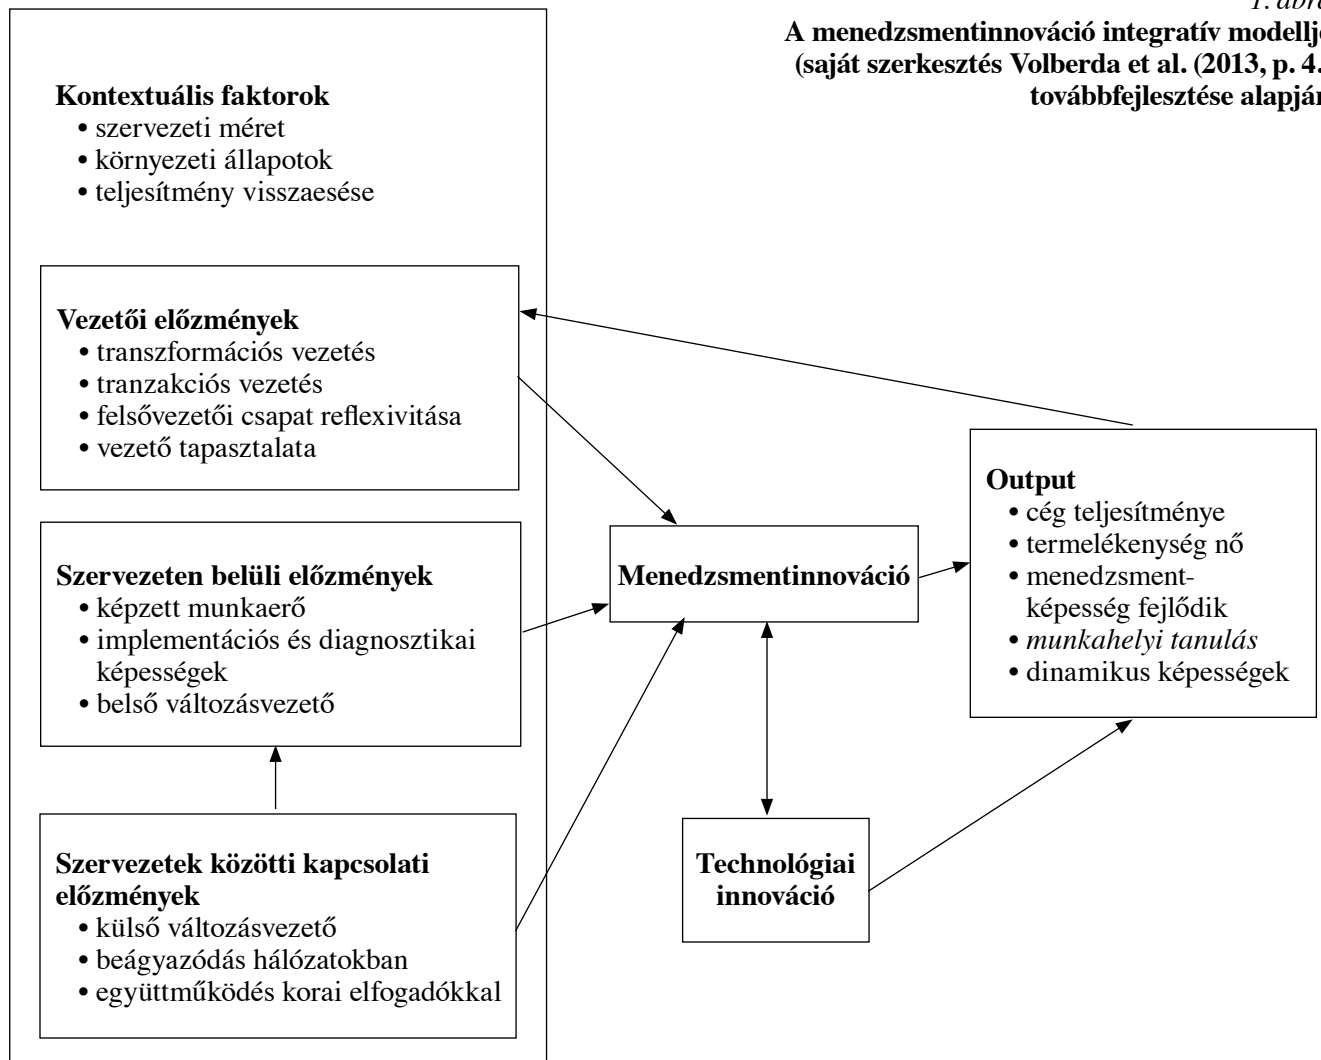 1. ábra
A menedzsmentinnováció integratív modellje
(saját szerkesztés Volberda et al. (2013, p. 4.
továbbfejlesztése alapján
Kontextuális faktorok
• szervezeti méret
• környezeti állapotok
• teljesítmény visszaesése
Vezetői előzmények
• transzformációs vezetés
• tranzakciós vezetés
• felsővezetői csapat reflexivitása
• vezető tapasztalata
Szervezeten belüli előzmények
• képzett munkaerő
• implementációs és diagnosztikai
képességek
• belső változásvezető
Szervezetek közötti kapcsolati
előzmények
• külső változásvezető
• beágyazódás hálózatokban
• együttműködés korai elfogadókkal
Menedzsmentinnováció
Technológiai
innováció
Output
• cég teljesítménye
• termelékenység nő
• menedzsment-
képesség fejlődik
• munkahelyi tanulás
• dinamikus képességek